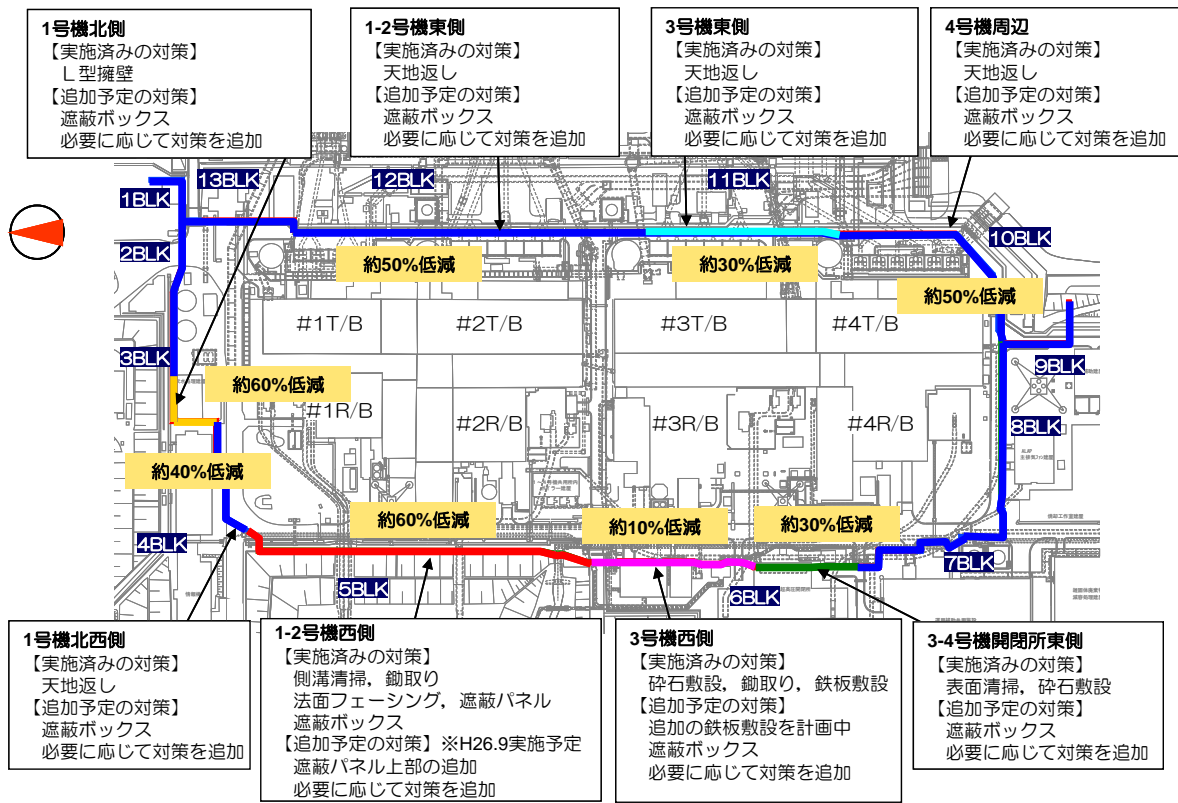 1号機北側
【実施済みの対策】
L型擁壁
【追加予定の対策】
遮蔽ボックス
必要に応じて対策を追加
1-2号機東側
【実施済みの対策】
天地返し
【追加予定の対策】
遮蔽ボックス
必要に応じて対策を追加
3号機東側
【実施済みの対策】
天地返し
【追加予定の対策】
遮蔽ボックス
必要に応じて対策を追加
4号機周辺
【実施済みの対策】
天地返し
【追加予定の対策】
遮蔽ボックス
必要に応じて対策を追加
1BLK
13BLK
12BLK
11BLK
10BLK
2BLK
約50%低減
約30%低減
約50%低減
#1T/B
#2T/B
#3T/B
#4T/B
3BLK
9BLK
約60%低減
#1R/B
#2R/B
#3R/B
#4R/B
8BLK
約40%低減
約60%低減
約10%低減
約30%低減
4BLK
5BLK
6BLK
7BLK
1号機北西側
【実施済みの対策】
天地返し
【追加予定の対策】
遮蔽ボックス
必要に応じて対策を追加
1-2号機西側
【実施済みの対策】
側溝清掃，鋤取り
法面フェーシング，遮蔽パネル
遮蔽ボックス
【追加予定の対策】※H26.9実施予定
遮蔽パネル上部の追加
必要に応じて対策を追加
3号機西側
【実施済みの対策】
砕石敷設，鋤取り，鉄板敷設
【追加予定の対策】
追加の鉄板敷設を計画中
遮蔽ボックス
必要に応じて対策を追加
3-4号機開閉所東側
【実施済みの対策】
表面清掃，砕石敷設
【追加予定の対策】
遮蔽ボックス
必要に応じて対策を追加